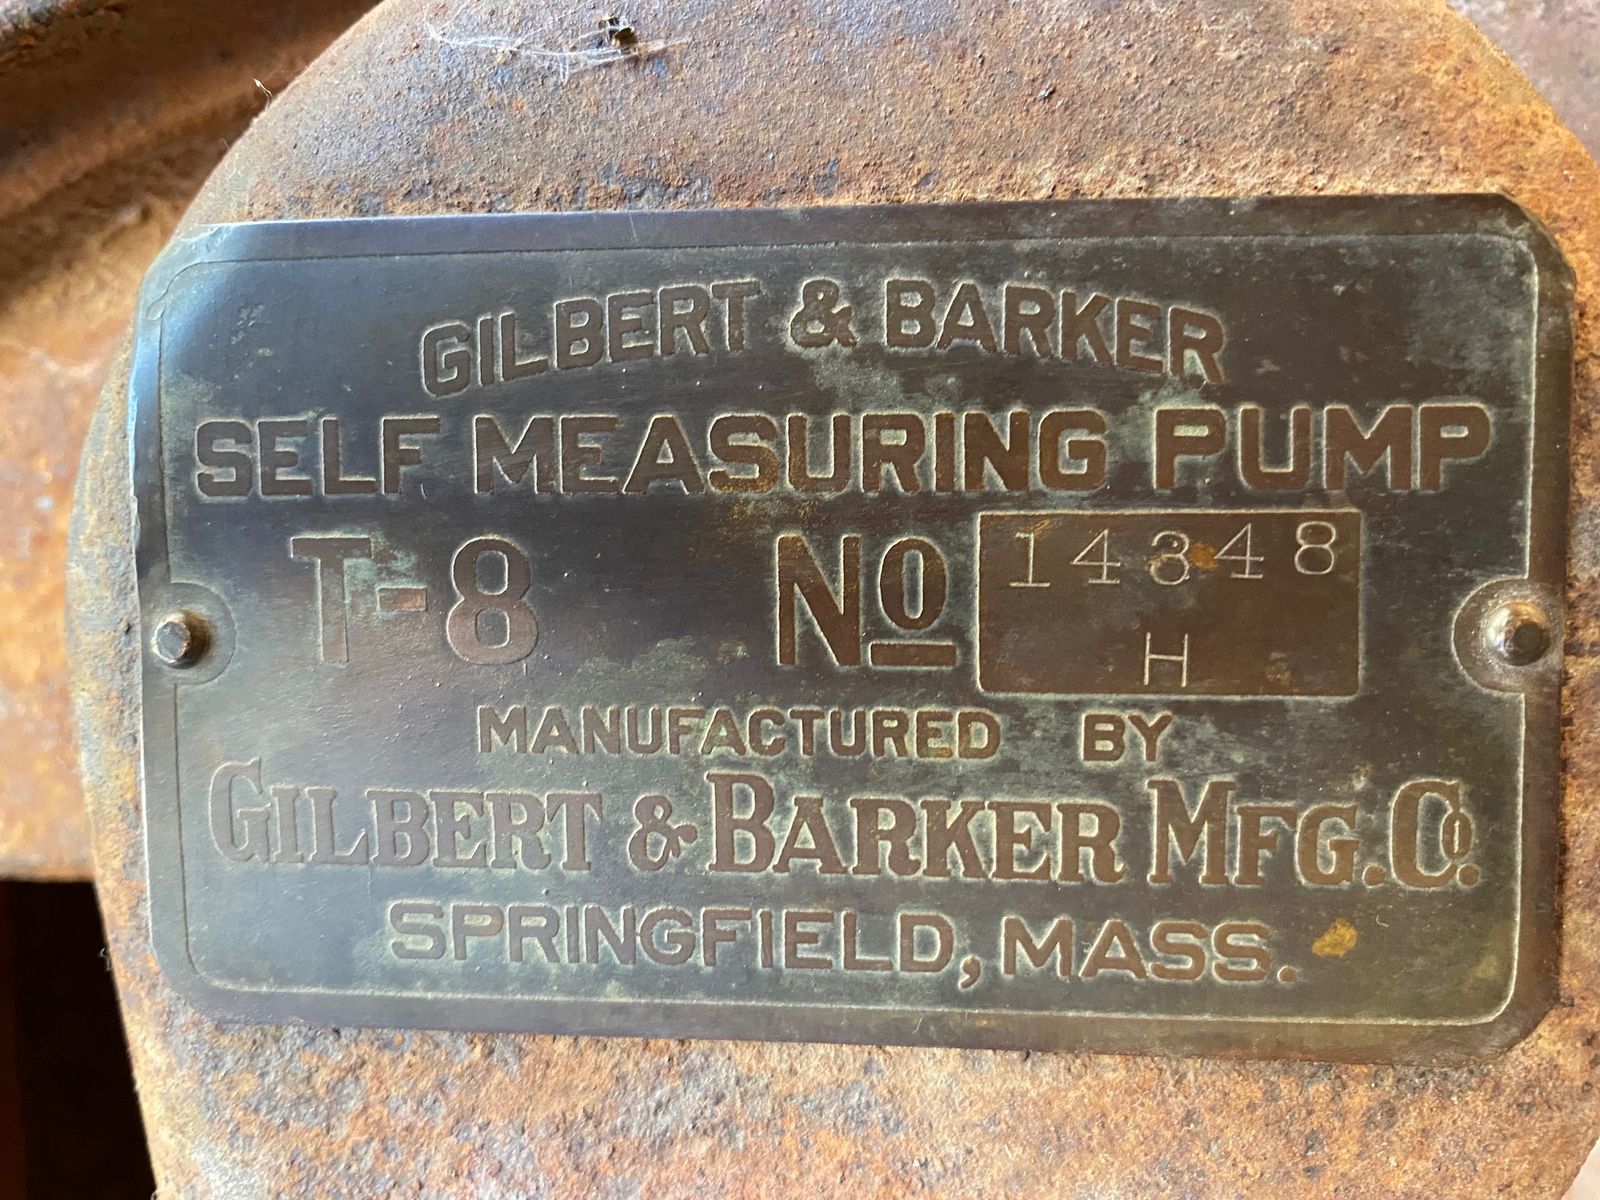 GILBERT & BARKER
SELF MEASURING PUMP
T-8 No 14348
H
MANUFACTURED BY
GILBERT & BARKER MFG. Co.
SPRINGFIELD, MASS.